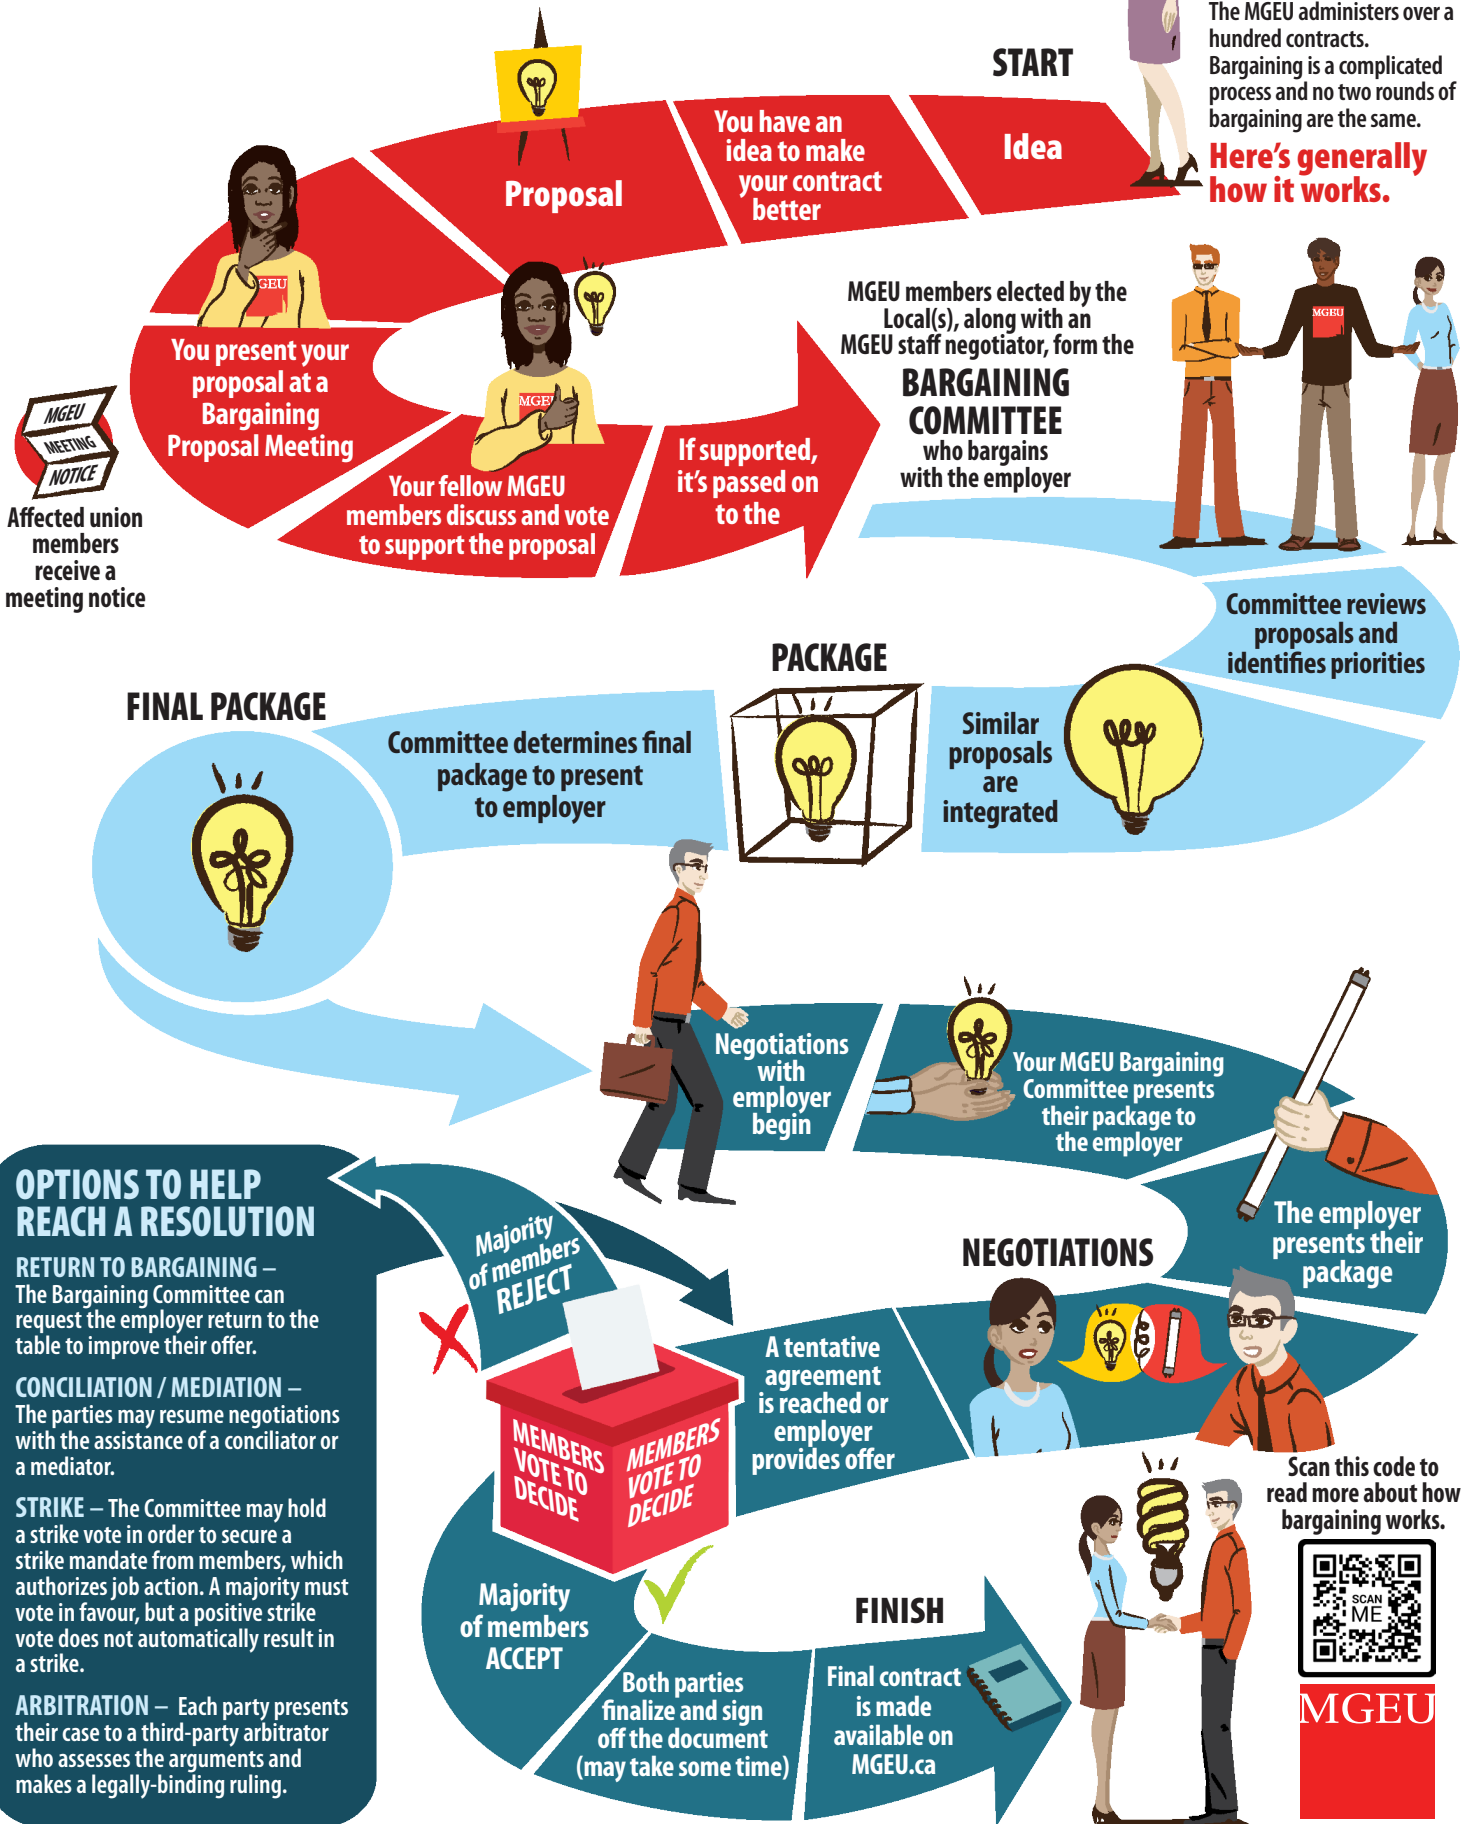 The MGEU administers over a
hundred contracts.
Bargaining is a complicated
process and no two rounds of
bargaining are the same.
Here's generally
how it works.
START
Idea
You have an
idea to make
your contract
better
Proposal
GEU
You present your
proposal at a
Bargaining
Proposal Meeting
MGEU
MEETING
NOTICE
Affected union
members
receive a
meeting notice
MGEU
Your fellow MGEU
members discuss and vote
to support the proposal
If supported,
it's passed on
to the
MGEU members elected by the
Local(s), along with an
MGEU staff negotiator, form the
BARGAINING
COMMITTEE
who bargains
with the employer
MGEU
Committee reviews
proposals and
identifies priorities
Similar
proposals
are
integrated
PACKAGE
Committee determines final
package to present
to employer
FINAL PACKAGE
Negotiations
with
employer
begin
Your MGEU Bargaining
Committee presents
their package to
the employer
The employer
presents their
package
NEGOTIATIONS
A tentative
agreement
is reached or
employer
provides offer
MEMBERS
VOTE TO
DECIDE
MEMBERS
VOTE TO
DECIDE
Majority
of members
REJECT
OPTIONS TO HELP
REACH A RESOLUTION
RETURN TO BARGAINING –
The Bargaining Committee can
request the employer return to the
table to improve their offer.
CONCILIATION / MEDIATION –
The parties may resume negotiations
with the assistance of a conciliator or
a mediator.
STRIKE – The Committee may hold
a strike vote in order to secure a
strike mandate from members, which
authorizes job action. A majority must
vote in favour, but a positive strike
vote does not automatically result in
a strike.
ARBITRATION – Each party presents
their case to a third-party arbitrator
who assesses the arguments and
makes a legally-binding ruling.
Majority
of members
ACCEPT
Both parties
finalize and sign
off the document
(may take some time)
FINISH
Final contract
is made
available on
MGEU.ca
Scan this code to
read more about how
bargaining works.
SCAN
ME
MGEU